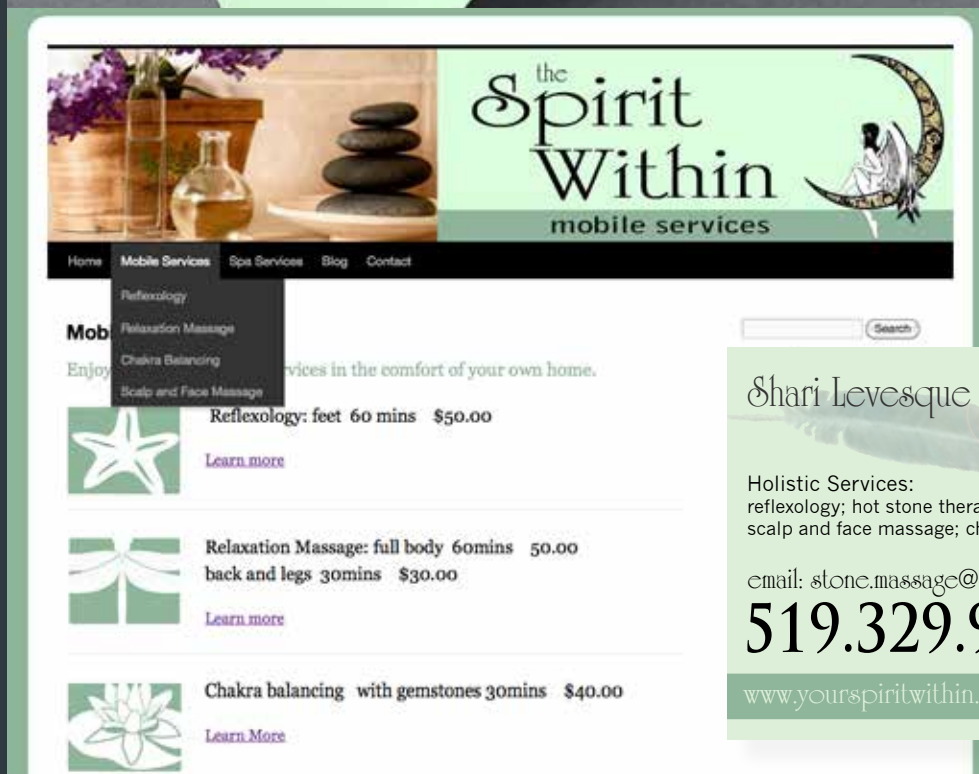 the
Spirit
Within
mobile services
Home Mobile Services Spa Services Blog Contact
Reflexology
Relaxation Massage
Chakra Balancing
Scalp and Face Massage
Mob
Search
Enjoy vices in the comfort of your own home.
Reflexology: feet 60 mins $50.00
Learn more
Relaxation Massage: full body 60mins 50.00
back and legs 30mins $30.00
Learn more
Chakra balancing with gemstones 30mins $40.00
Learn More
Shari Levesque
Holistic Services:
reflexology; hot stone thera
scalp and face massage; ch
email: stone.massage@
519.329.9
www.yourspiritwithin.